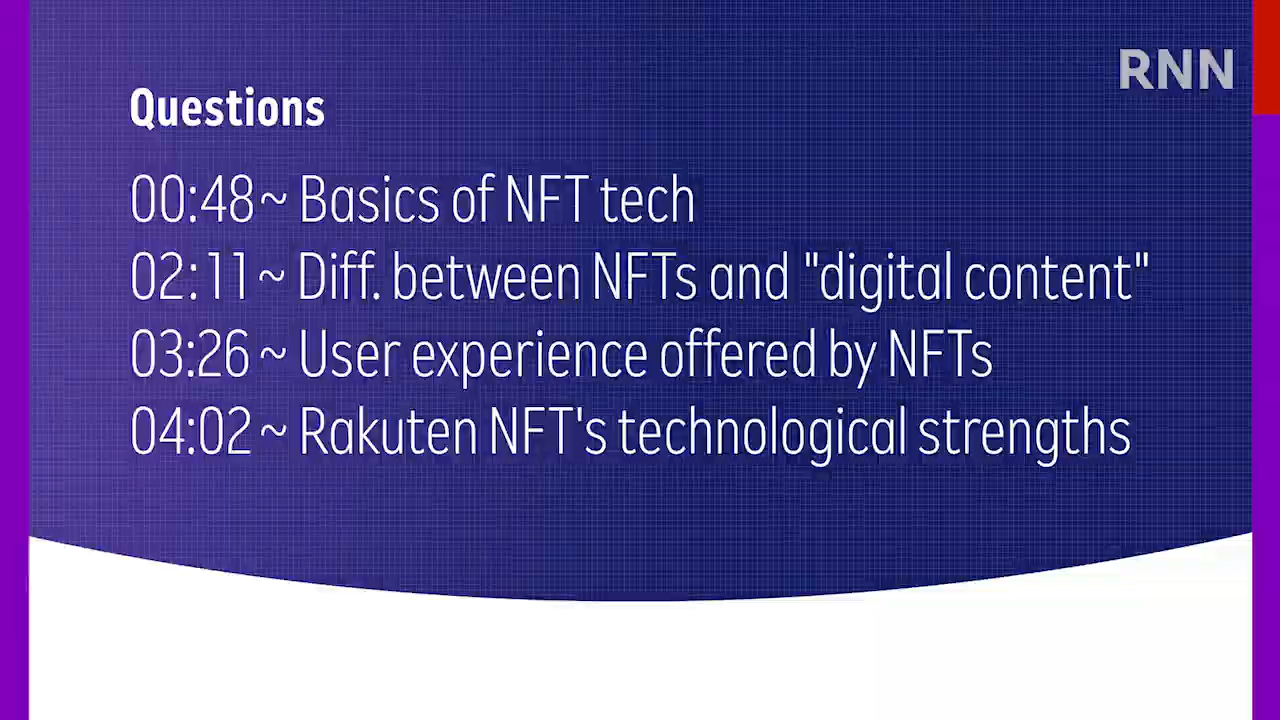 RNN
Questions
00:48~ Basics of NFT tech
02:11~ Diff. between NFTs and "digital content"
03:26~ User experience offered by NFTs
04:02~ Rakuten NFT's technological strengths